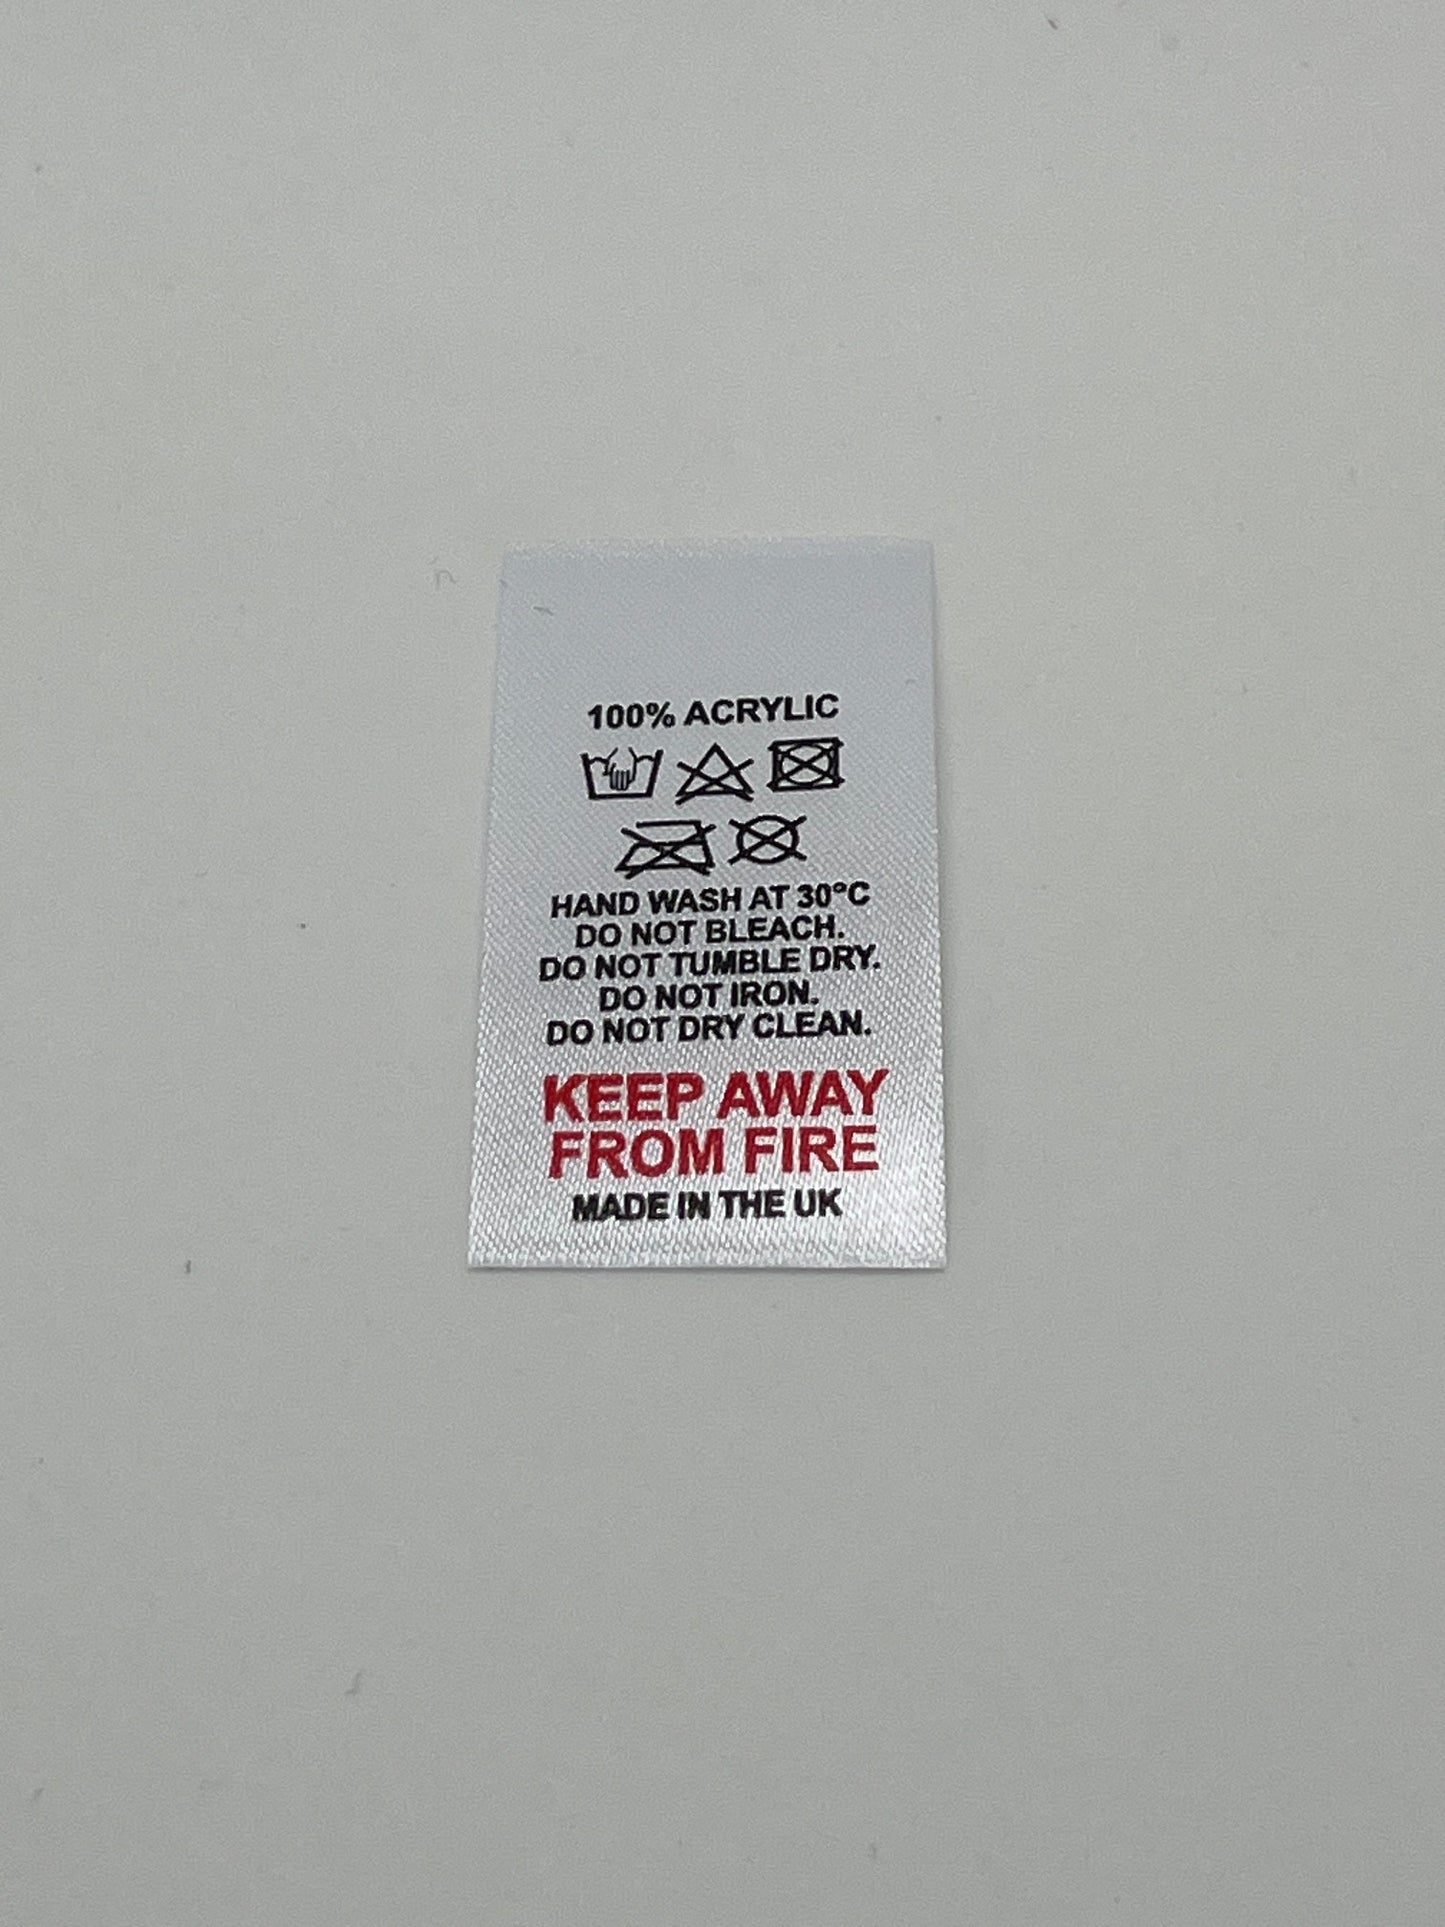 100% ACRYLIC
HAND WASH AT 30°C
DO NOT BLEACH.
DO NOT TUMBLE DRY.
DO NOT IRON.
DO NOT DRY CLEAN.
KEEP AWAY
FROM FIRE
MADE IN THE UK